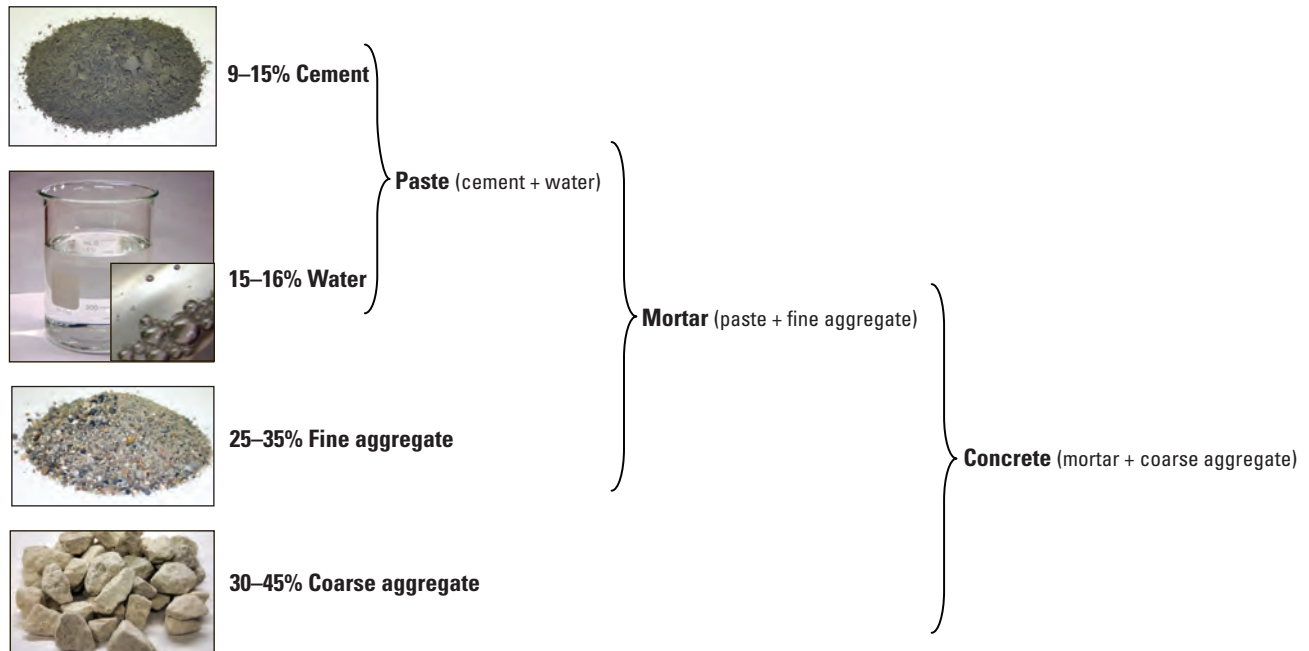 9–15% Cement
Paste (cement + water)
15–16% Water
Mortar (paste + fine aggregate)
25–35% Fine aggregate
Concrete (mortar + coarse aggregate)
30–45% Coarse aggregate